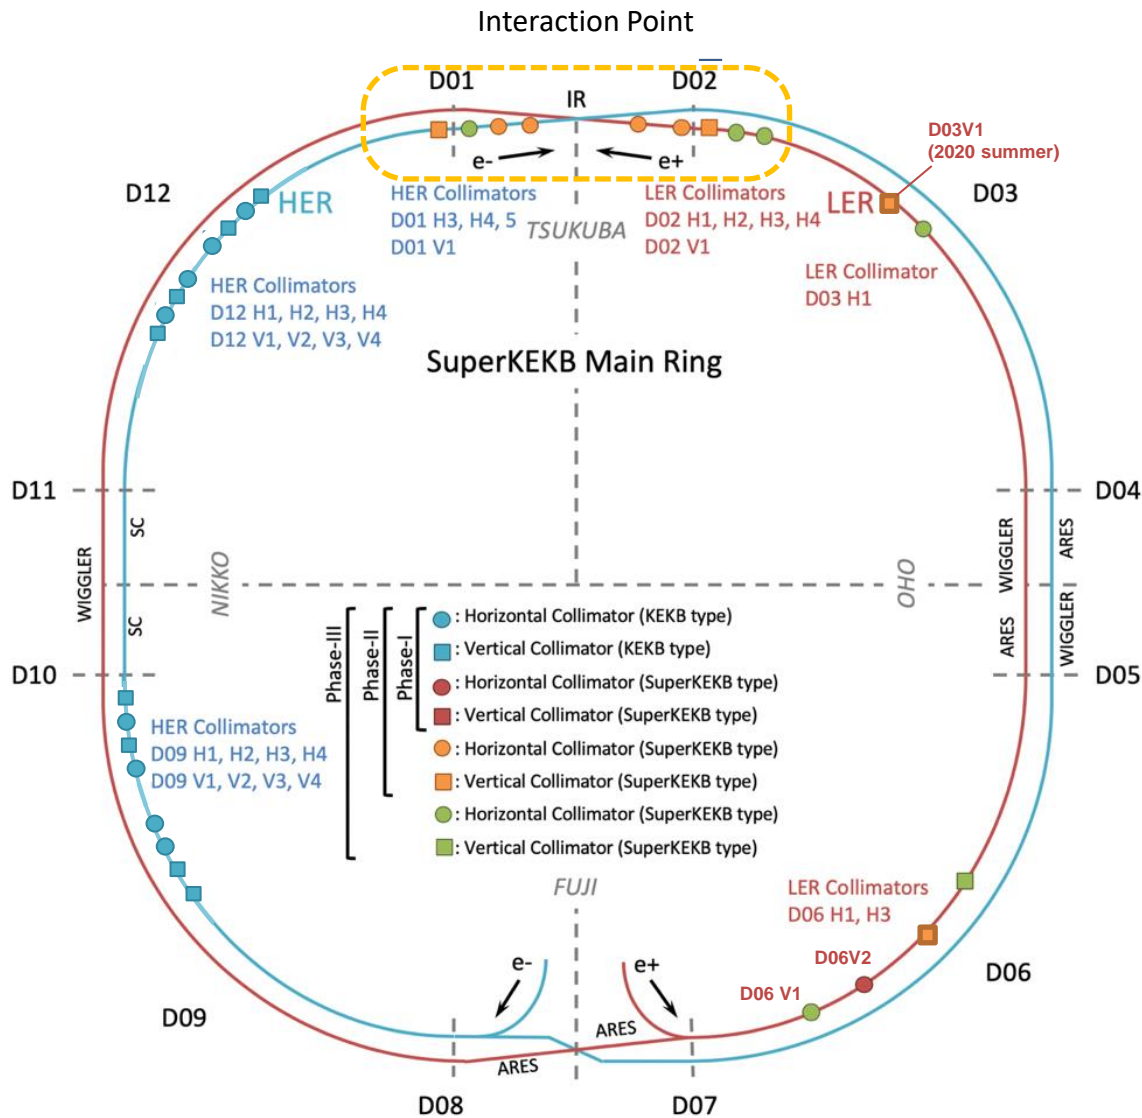 Interaction Point
D01
D02
IR
e-
e+
D03V1
(2020 summer)
D12
HER
HER Collimators
D01 H3, H4, 5
D01 V1
LER Collimators
D02 H1, H2, H3, H4
D02 V1
LER
D03
TSUKUBA
LER Collimator
D03 H1
HER Collimators
D12 H1, H2, H3, H4
D12 V1, V2, V3, V4
SuperKEKB Main Ring
D11
D04
SC
WIGGLER
ARES
WIGGLER
NIKKO
OHO
SC
ARES
WIGGLER
D10
D05
Phase-III
Phase-II
Phase-I
: Horizontal Collimator (KEKB type)
: Vertical Collimator (KEKB type)
: Horizontal Collimator (SuperKEKB type)
: Vertical Collimator (SuperKEKB type)
: Horizontal Collimator (SuperKEKB type)
: Vertical Collimator (SuperKEKB type)
: Horizontal Collimator (SuperKEKB type)
: Vertical Collimator (SuperKEKB type)
HER Collimators
D09 H1, H2, H3, H4
D09 V1, V2, V3, V4
FUJI
LER Collimators
D06 H1, H3
D06V2
D06 V1
D06
e-
e+
D09
ARES
ARES
D08
D07